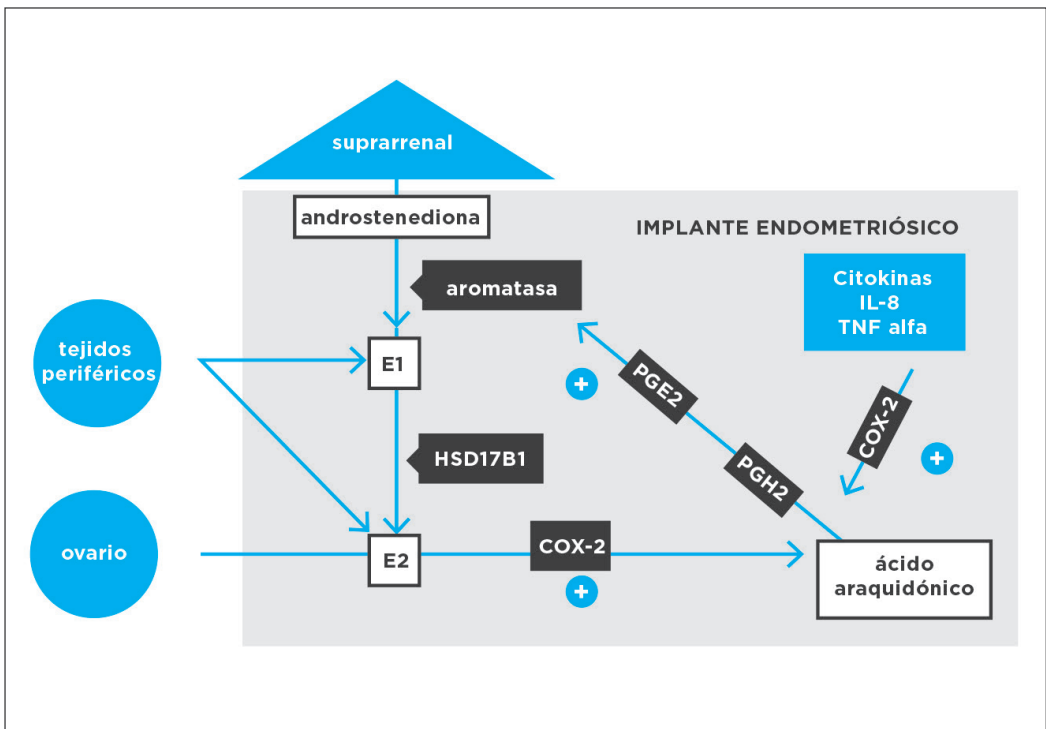 suprarrenal
androstenediona
IMPLANTE ENDOMETRIÓSICO
aromatasa
Citokinas
IL-8
TNF alfa
tejidos
periféricos
E1
+
PGE2
COX-2
HSD17B1
PGH2
+
ovario
E2
COX-2
+
ácido
araquidónico